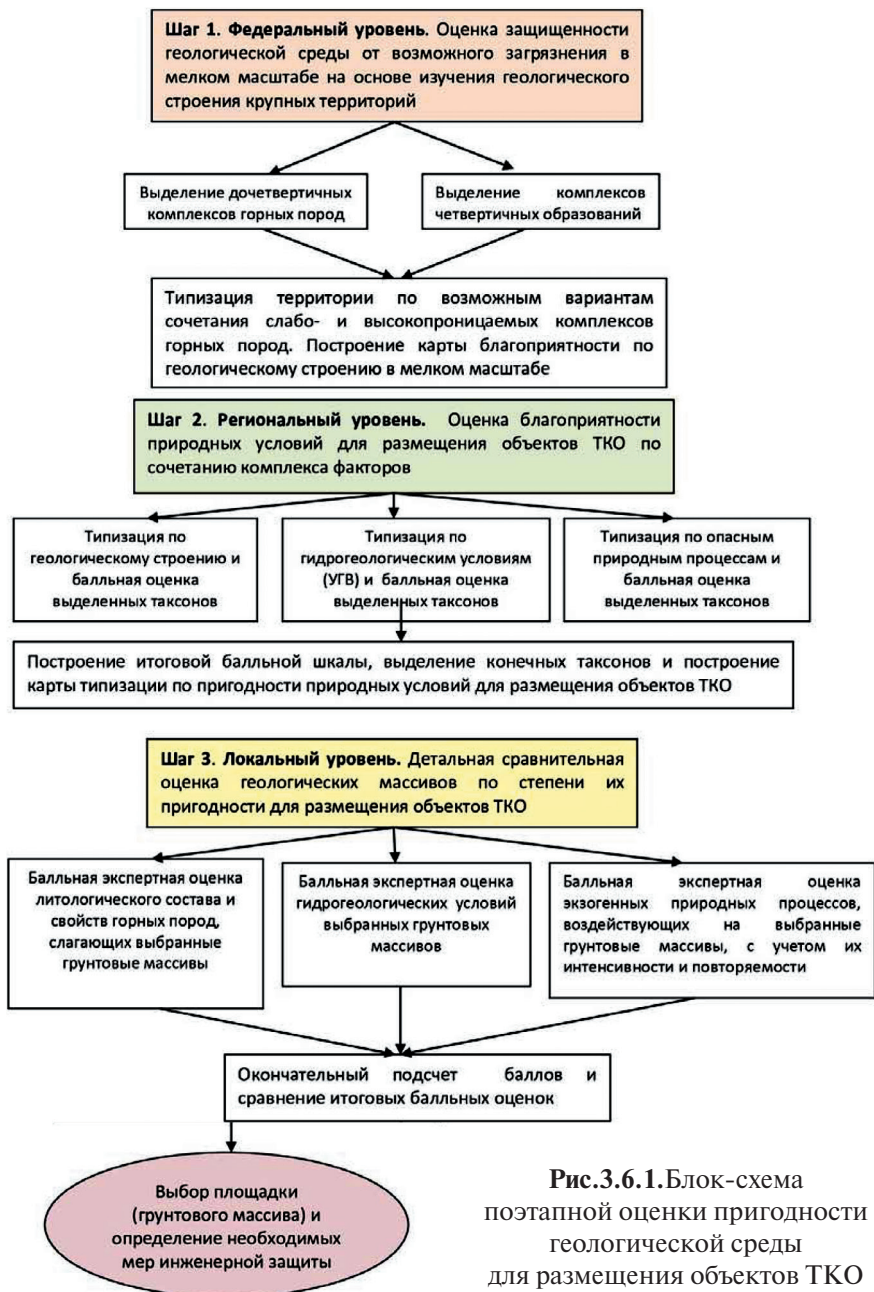 Шаг 1. Федеральный уровень. Оценка защищенности
геологической среды от возможного загрязнения в
мелком масштабе на основе изучения геологического
строения крупных территорий
Выделение дочетвертичных
комплексов горных пород
Выделение комплексов
четвертичных образований
Типизация территории по возможным вариантам
сочетания слабо- и высокопроницаемых комплексов
горных пород. Построение карты благоприятности по
геологическому строению в мелком масштабе
Шаг 2. Региональный уровень. Оценка благоприятности
природных условий для размещения объектов ТКО по
сочетанию комплекса факторов
Типизация по
геологическому строению и
балльная оценка
выделенных таксонов
Типизация по
гидрогеологическим условиям
(УГВ) и балльная оценка
выделенных таксонов
Типизация по опасным
природным процессам и
балльная оценка
выделенных таксонов
Построение итоговой балльной шкалы, выделение конечных таксонов и построение
карты типизации по пригодности природных условий для размещения объектов ТКО
Шаг 3. Локальный уровень. Детальная сравнительная
оценка геологических массивов по степени их
пригодности для размещения объектов ТКО
Балльная экспертная оценка
литологического состава и
свойств горных пород,
слагающих выбранные
грунтовые массивы
Балльная экспертная оценка
гидрогеологических условий
выбранных грунтовых
массивов
Балльная экспертная оценка
экзогенных природных процессов,
воздействующих на выбранные
грунтовые массивы, с учетом их
интенсивности и повторяемости
Окончательный подсчет баллов и
сравнение итоговых балльных оценок
Выбор площадки
(грунтового массива) и
определение необходимых
мер инженерной защиты
Рис.3.6.1.Блок-схема
поэтапной оценки пригодности
геологической среды
для размещения объектов ТКО